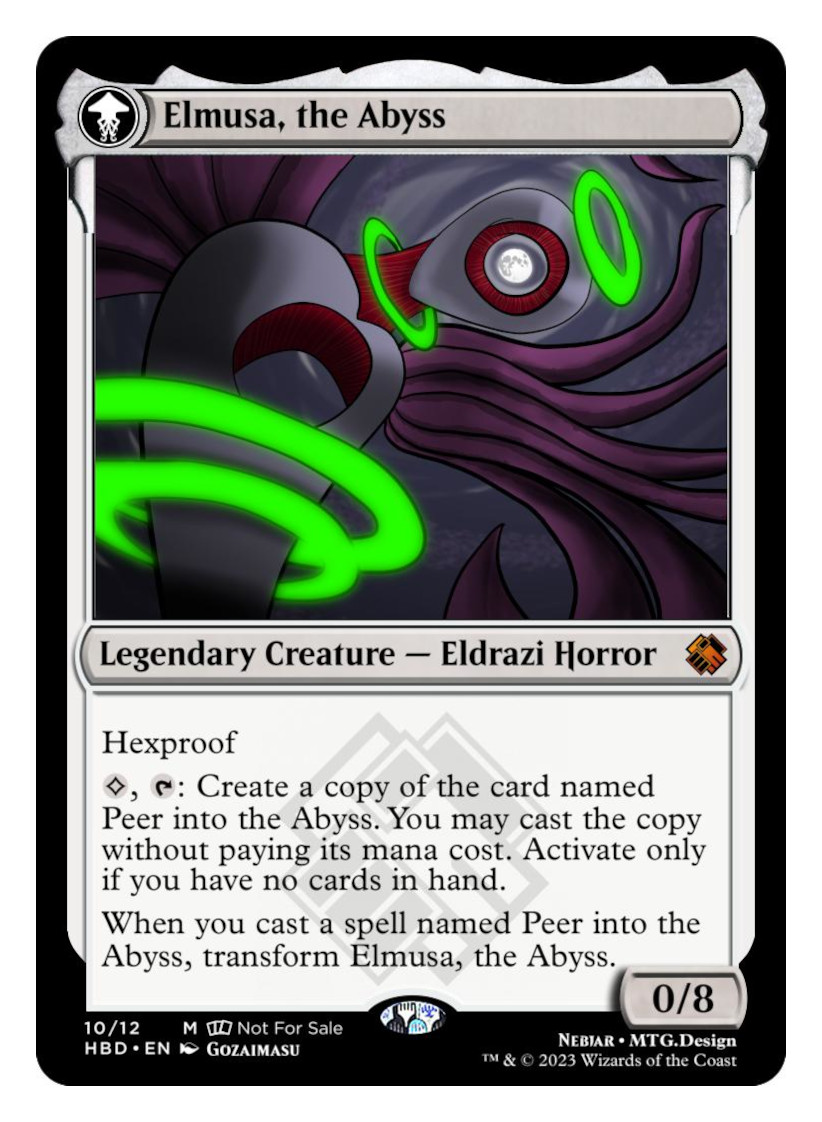 Elmusa, the Abyss
Legendary Creature — Eldrazi Horror
Hexproof
, : Create a copy of the card named
Peer into the Abyss. You may cast the copy
without paying its mana cost. Activate only
if you have no cards in hand.
When you cast a spell named Peer into the
Abyss, transform Elmusa, the Abyss.
0/8
10/12 M Not For Sale
HBD • EN Gozaimasu
Nebjar • MTG.Design
™ & © 2023 Wizards of the Coast